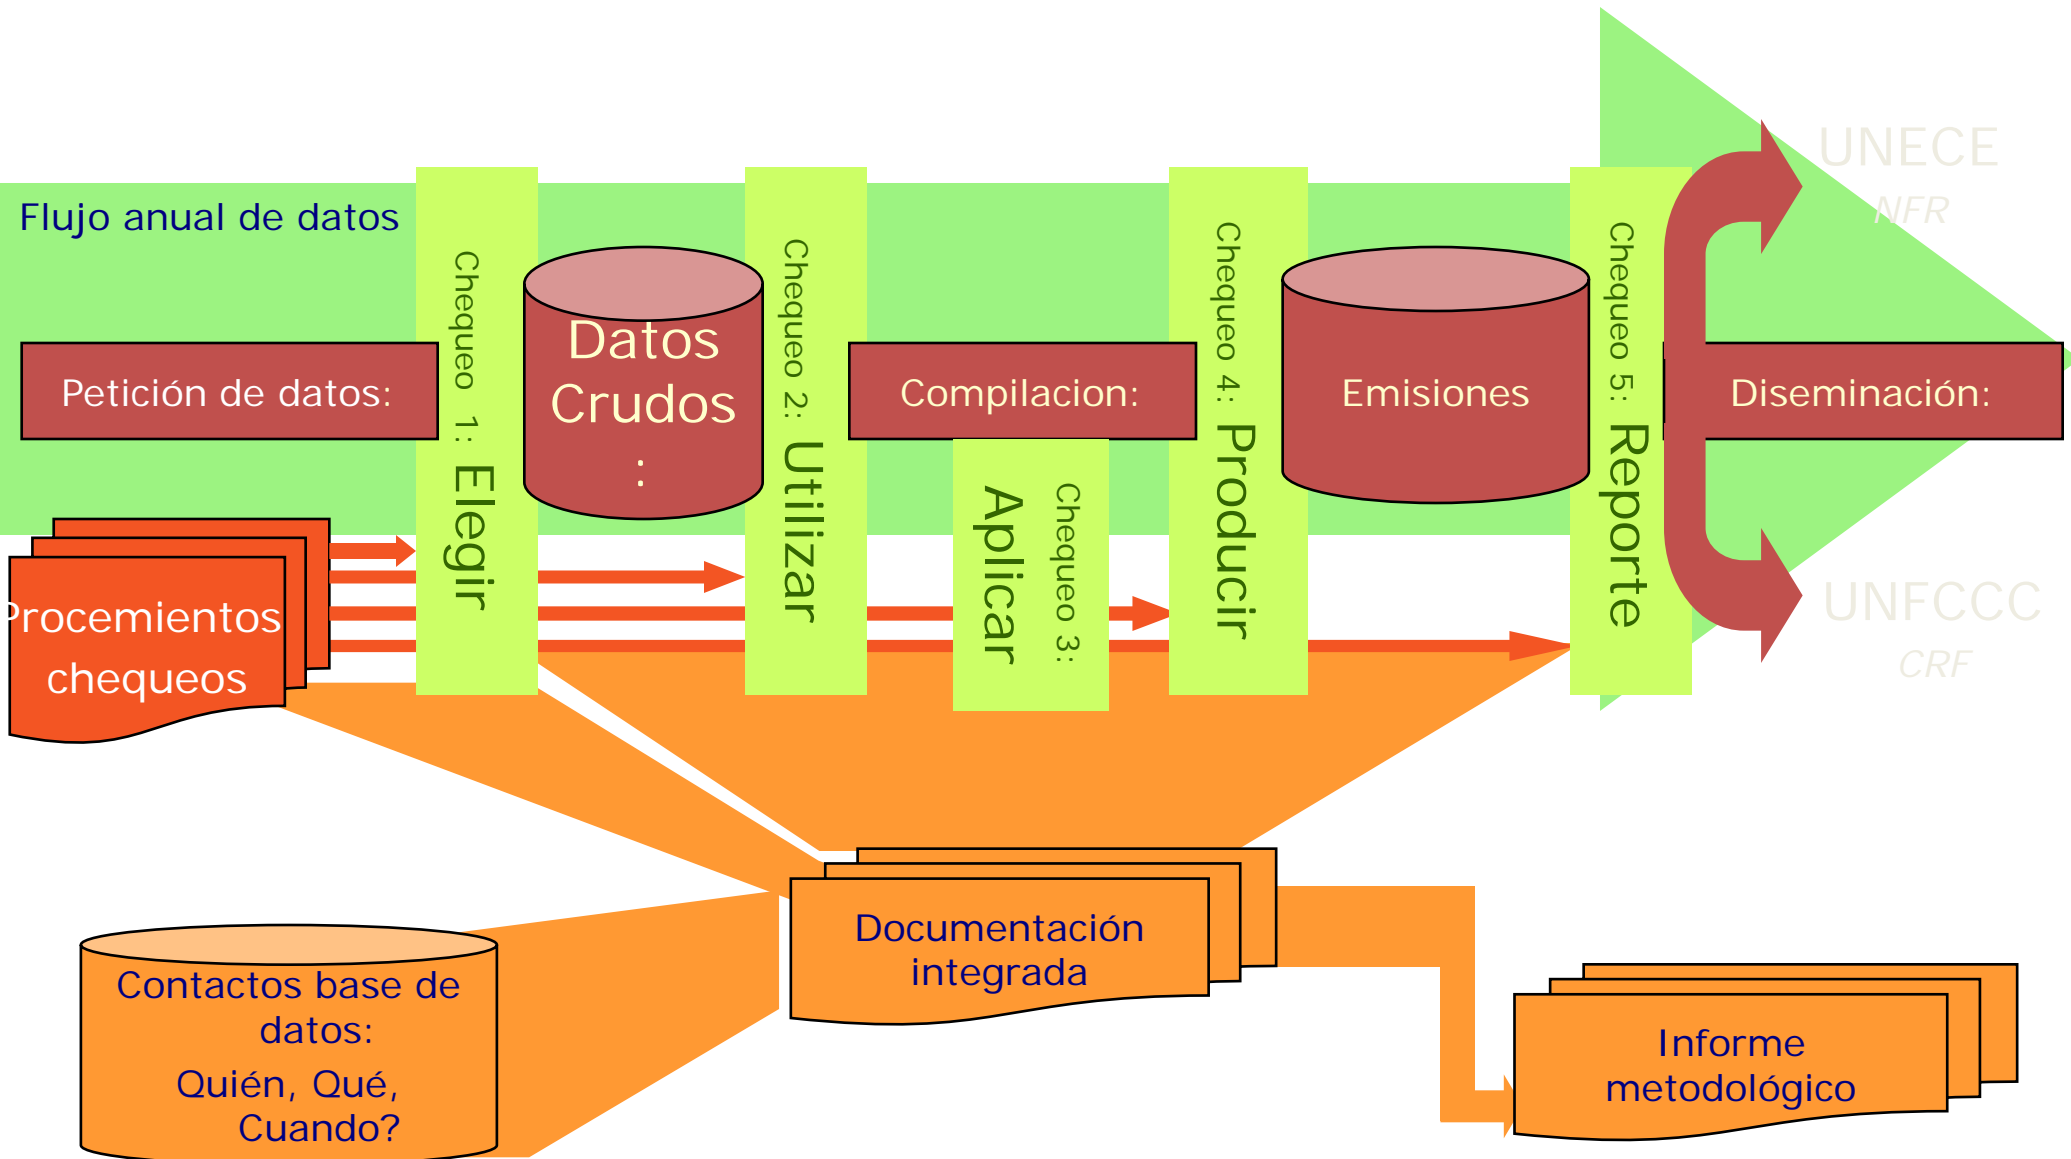 Flujo anual de datos
Petición de datos:
Chequeo 1: Elegir
Datos
Crudos
:
Chequeo 2: Utilizar
Compilacion:
Chequeo 3:
Aplicar
Chequeo 4: Producir
Emisiones
Chequeo 5: Reporte
Diseminación:
UNECE
NFR
UNFCCC
CRF
Procemientos
chequeos
Documentación
integrada
Contactos base de
datos:
Quién, Qué,
Cuando?
Informe
metodológico